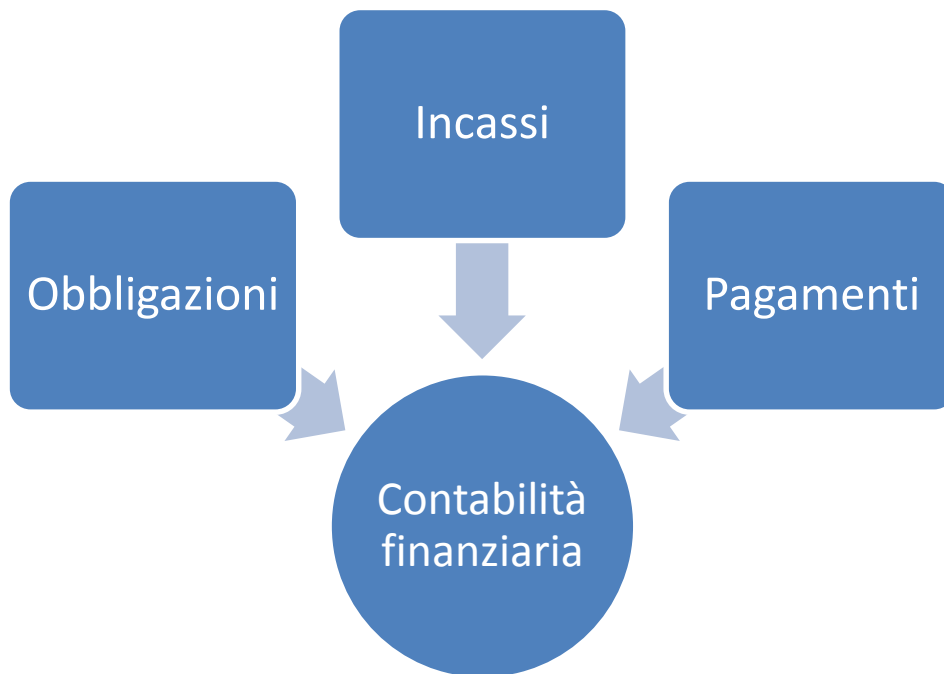 Incassi
Obbligazioni
Pagamenti
Contabilità
finanziaria